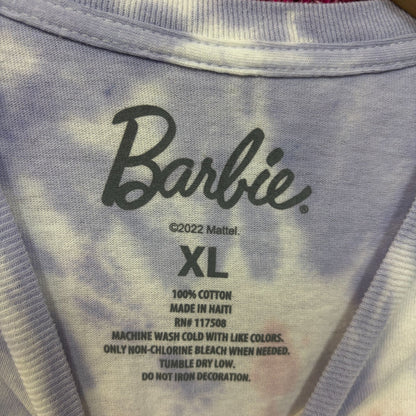 Barbie.
©2022 Mattel.
XL
100% COTTON
MADE IN HAITI
RN# 117508
MACHINE WASH COLD WITH LIKE COLORS.
ONLY NON-CHLORINE BLEACH WHEN NEEDED.
TUMBLE DRY LOW.
DO NOT IRON DECORATION.